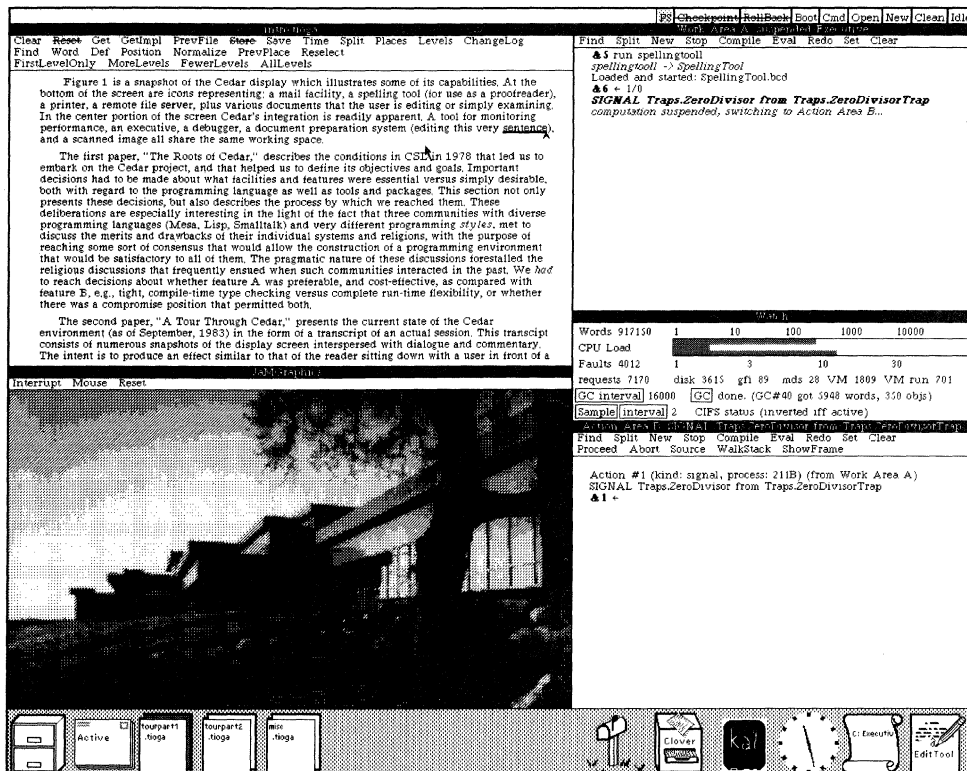 PS Checkpoint RollBack Boot Cmd Open New Clean Idle
Intro.tioga
Clear Reset Get GetImpl PrevFile Store Save Time Split Places Levels ChangeLog
Find Word Def Position Normalize PrevPlace Reselect
FirstLevelOnly MoreLevels FewerLevels AllLevels
Figure 1 is a snapshot of the Cedar display which illustrates some of its capabilities. At the
bottom of the screen are icons representing: a mail facility, a spelling tool (for use as a proofreader),
a printer, a remote file server, plus various documents that the user is editing or simply examining.
In the center portion of the screen Cedar's integration is readily apparent. A tool for monitoring
performance, an executive, a debugger, a document preparation system (editing this very sentence),
and a scanned image all share the same working space.
The first paper, "The Roots of Cedar," describes the conditions in CSL in 1978 that led us to
embark on the Cedar project, and that helped us to define its objectives and goals. Important
decisions had to be made about what facilities and features were essential versus simply desirable,
both with regard to the programming language as well as tools and packages. This section not only
presents these decisions, but also describes the process by which we reached them. These
deliberations are especially interesting in the light of the fact that three communities with diverse
programming languages (Mesa, Lisp, Smalltalk) and very different programming styles, met to
discuss the merits and drawbacks of their individual systems and religions, with the purpose of
reaching some sort of consensus that would allow the construction of a programming environment
that would be satisfactory to all of them. The pragmatic nature of these discussions forestalled the
religious discussions that frequently ensued when such communities interacted in the past. We had
to reach decisions about whether feature A was preferable, and cost-effective, as compared with
feature B, e.g., tight, compile-time type checking versus complete run-time flexibility, or whether
there was a compromise position that permitted both.
The second paper, "A Tour Through Cedar," presents the current state of the Cedar
environment (as of September, 1983) in the form of a transcript of an actual session. This transcript
consists of numerous snapshots of the display screen interspersed with dialogue and commentary.
The intent is to produce an effect similar to that of the reader sitting down with a user in front of a
JaMGraphics
Interrupt Mouse Reset
Work Area A: suspended Executive
Find Split New Stop Compile Eval Redo Set Clear
&5 run spellingtool
spellingtool -> SpellingTool
Loaded and started: SpellingTool.bcd
&6 ← 1/0
SIGNAL Traps.ZeroDivisor from Traps.ZeroDivisorTrap
computation suspended, switching to Action Area B...
Watch
Words 917150 1 10 100 1000 10000
CPU Load
Faults 4012 1 3 10 30
requests 7170 disk 3615 gfi 89 mds 28 VM 1809 VM run 701
GC interval 16000 GC done. (GC#40 got 5948 words, 350 objs)
Sample interval 2 CIFS status (inverted iff active)
Action Area B: SIGNAL Traps.ZeroDivisor from Traps.ZeroDivisorTrap
Find Split New Stop Compile Eval Redo Set Clear
Proceed Abort Source WalkStack ShowFrame
Action #1 (kind: signal, process: 211B) (from Work Area A)
SIGNAL Traps.ZeroDivisor from Traps.ZeroDivisorTrap
&1 ←
Active
tourpart1
.tioga
tourpart2
.tioga
misc
.tioga
Clover
kal
C: Executiv
EditTool